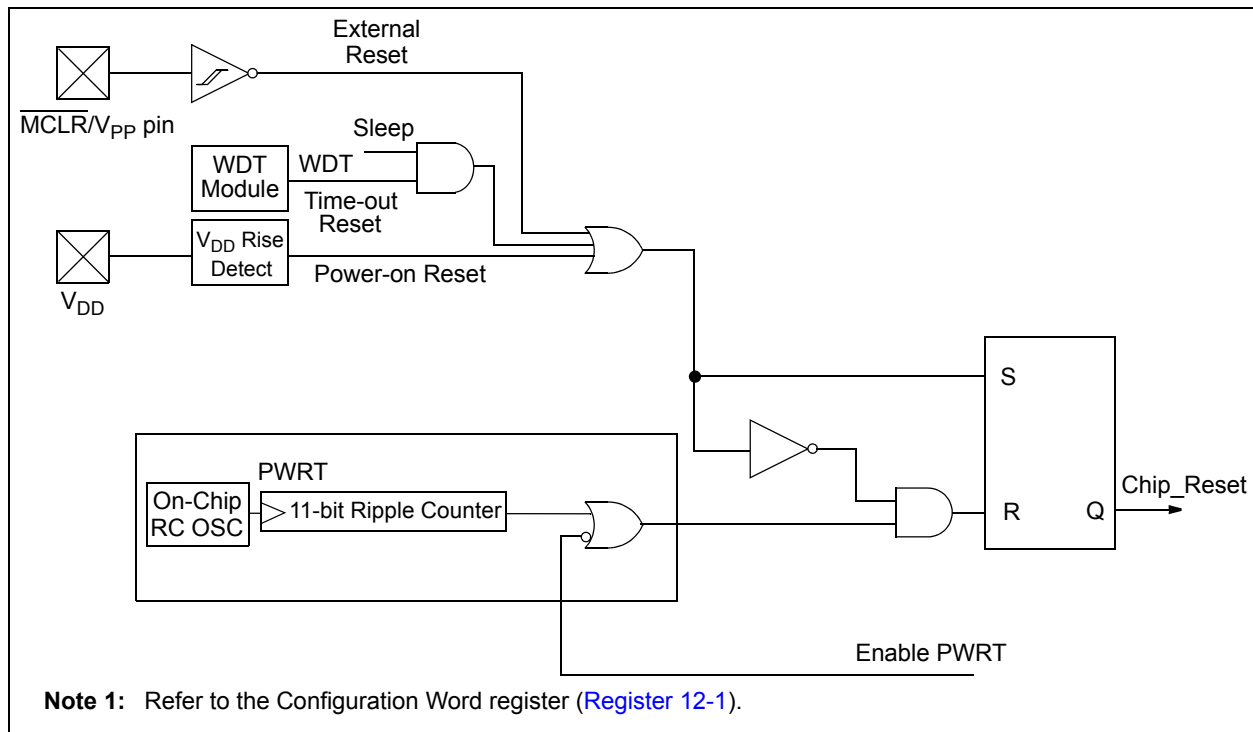 External
Reset
MCLR/VPP pin
Sleep
WDT
Module
WDT
Time-out
Reset
VDD Rise
Detect
Power-on Reset
VDD
S
PWRT
On-Chip
RC OSC
11-bit Ripple Counter
Chip_Reset
R
Q
Enable PWRT
Note 1: Refer to the Configuration Word register (Register 12-1).